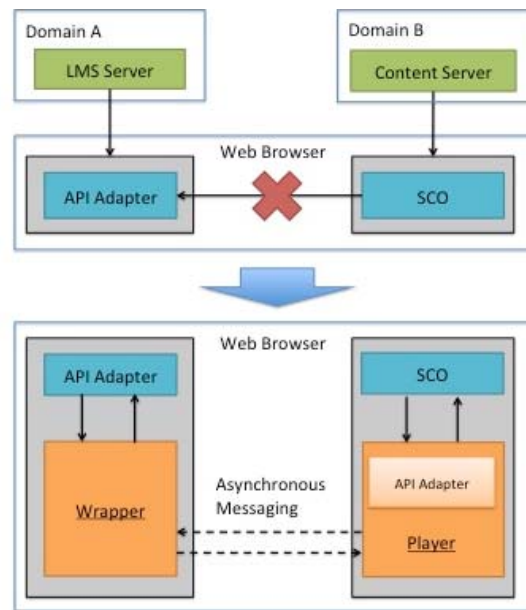 Domain A
Domain B
LMS Server
Content Server
Web Browser
API Adapter
SCO
Web Browser
API Adapter
SCO
Asynchronous
Messaging
Wrapper
API Adapter
Player